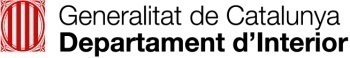 Generalitat de Catalunya
Departament d'Interior